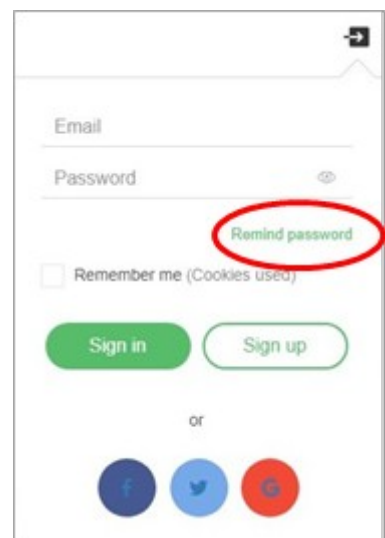 Email
Password
Remind password
Remember me (Cookies used)
Sign in
Sign up
or